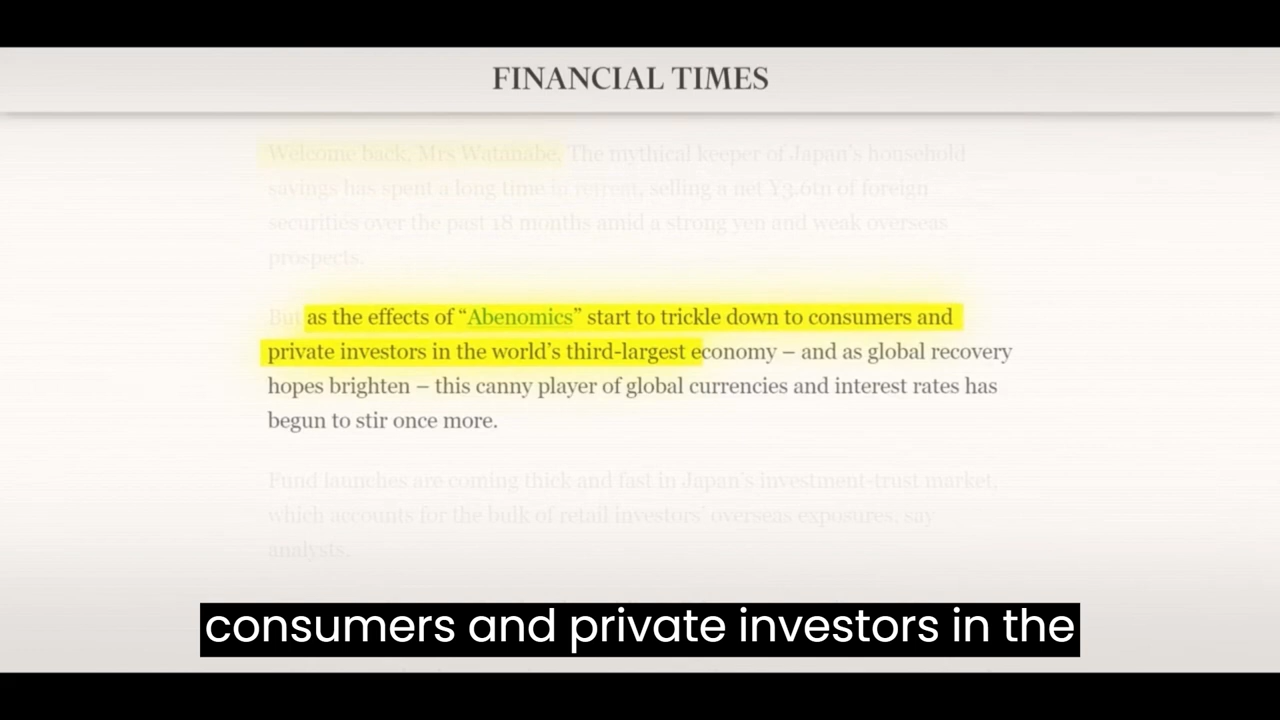 FINANCIAL TIMES
Welcome back, Mrs Watanabe. The mythical keeper of Japan's household
savings has spent a long time in retreat, selling a net Y3.6tn of foreign
securities over the past 18 months amid a strong yen and weak overseas
prospects.
But as the effects of “Abenomics” start to trickle down to consumers and
private investors in the world's third-largest economy – and as global recovery
hopes brighten – this canny player of global currencies and interest rates has
begun to stir once more.
Fund launches are coming thick and fast in Japan's investment-trust market,
which accounts for the bulk of retail investors' overseas exposures, say
analysts.
consumers and private investors in the